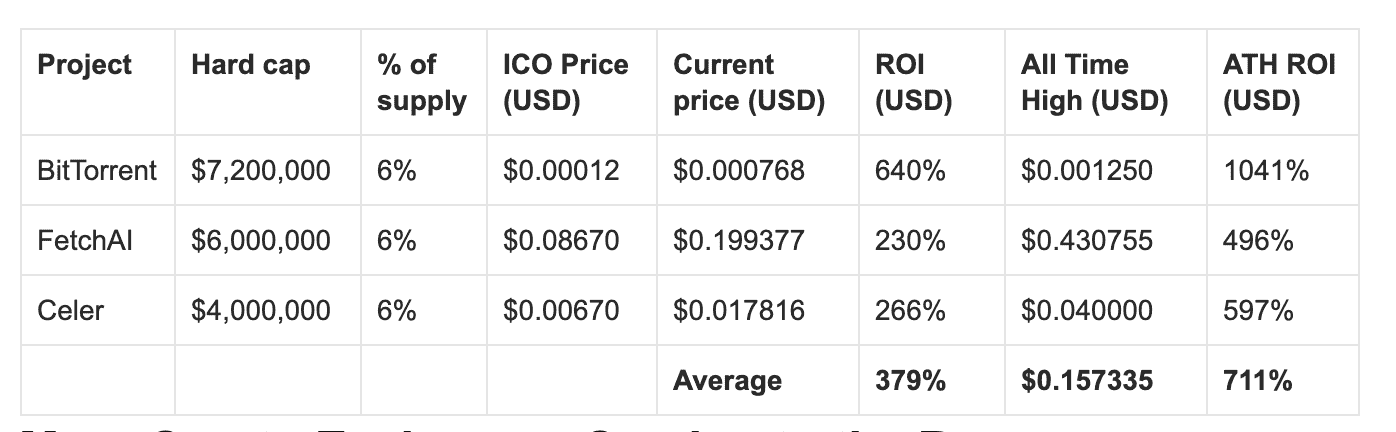 Project Hard cap % of supply ICO Price (USD) Current price (USD) ROI (USD) All Time High (USD) ATH ROI (USD)
BitTorrent $7,200,000 6% $0.00012 $0.000768 640% $0.001250 1041%
FetchAI $6,000,000 6% $0.08670 $0.199377 230% $0.430755 496%
Celer $4,000,000 6% $0.00670 $0.017816 266% $0.040000 597%
Average 379% $0.157335 711%